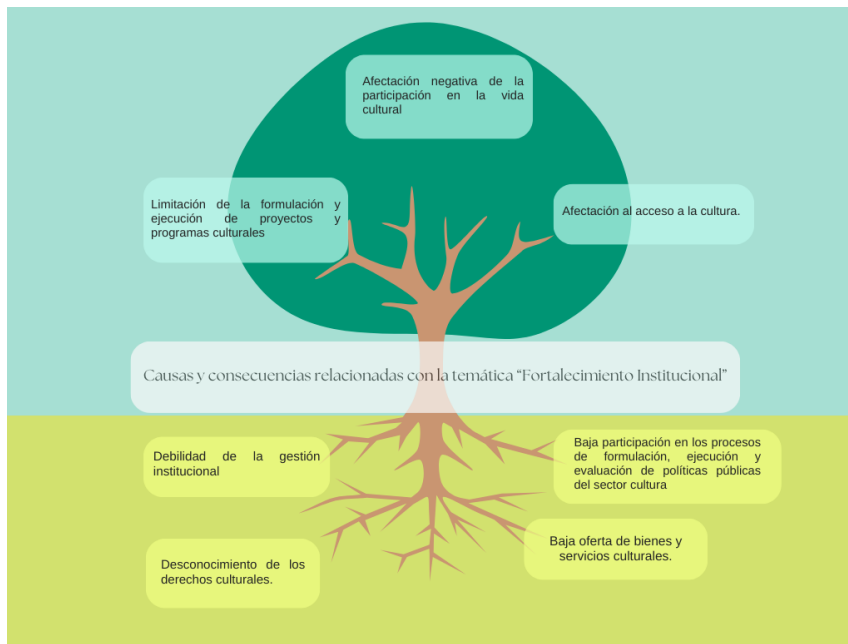 Afectación negativa de la
participación en la vida
cultural
Limitación de la formulación y
ejecución de proyectos y
programas culturales
Afectación al acceso a la cultura.
Causas y consecuencias relacionadas con la temática “Fortalecimiento Institucional”
Debilidad de la gestión
institucional
Baja participación en los procesos
de formulación, ejecución y
evaluación de políticas públicas
del sector cultura
Desconocimiento de los
derechos culturales.
Baja oferta de bienes y
servicios culturales.